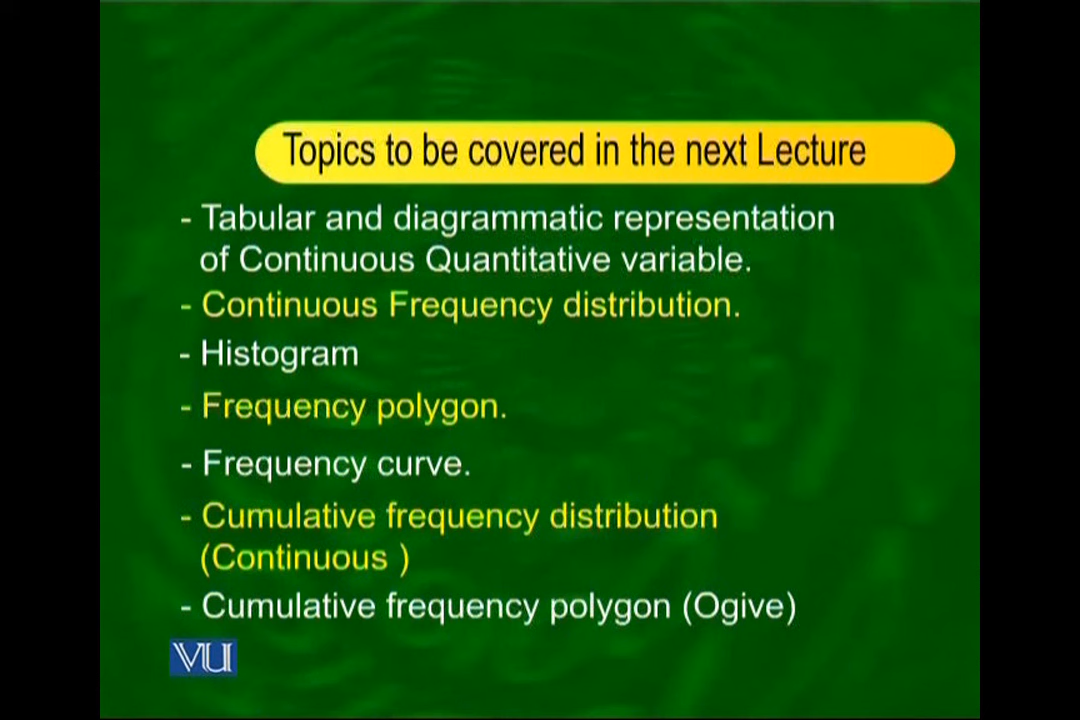 Topics to be covered in the next Lecture
- Tabular and diagrammatic representation
of Continuous Quantitative variable.
- Continuous Frequency distribution.
- Histogram
- Frequency polygon.
- Frequency curve.
- Cumulative frequency distribution
(Continuous )
- Cumulative frequency polygon (Ogive)
VU